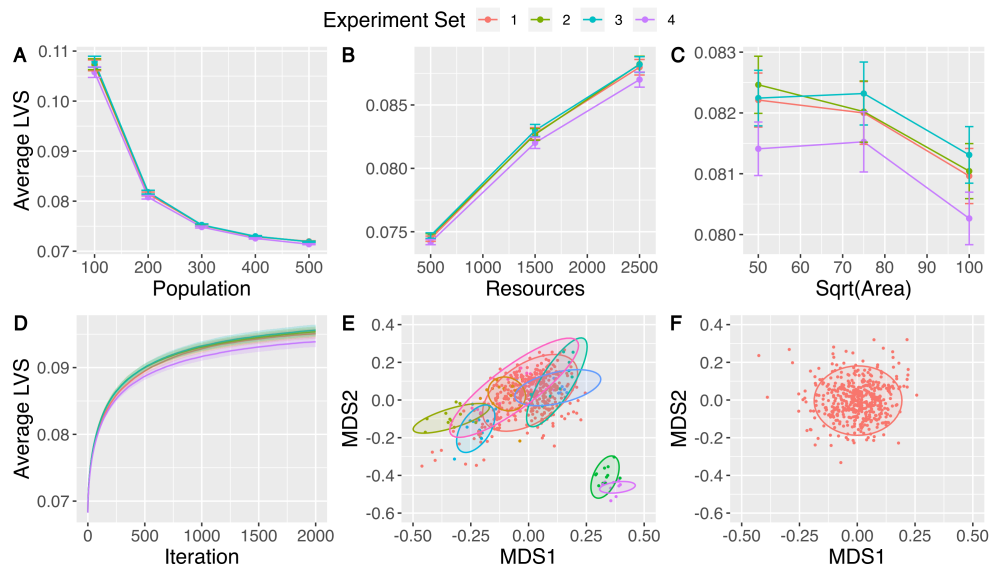 Experiment Set 1 2 3 4
A
Average LVS
0.11
0.10
0.09
0.08
0.07
100 200 300 400 500
Population
B
0.085
0.080
0.075
500 1000 1500 2000 2500
Resources
C
0.083
0.082
0.081
0.080
50 60 70 80 90 100
Sqrt(Area)
D
Average LVS
0.09
0.08
0.07
0 500 1000 1500 2000
Iteration
E
MDS2
0.4
0.2
0.0
-0.2
-0.4
-0.6
-0.50 -0.25 0.00 0.25 0.50
MDS1
F
MDS2
0.4
0.2
0.0
-0.2
-0.4
-0.6
-0.50 -0.25 0.00 0.25 0.50
MDS1